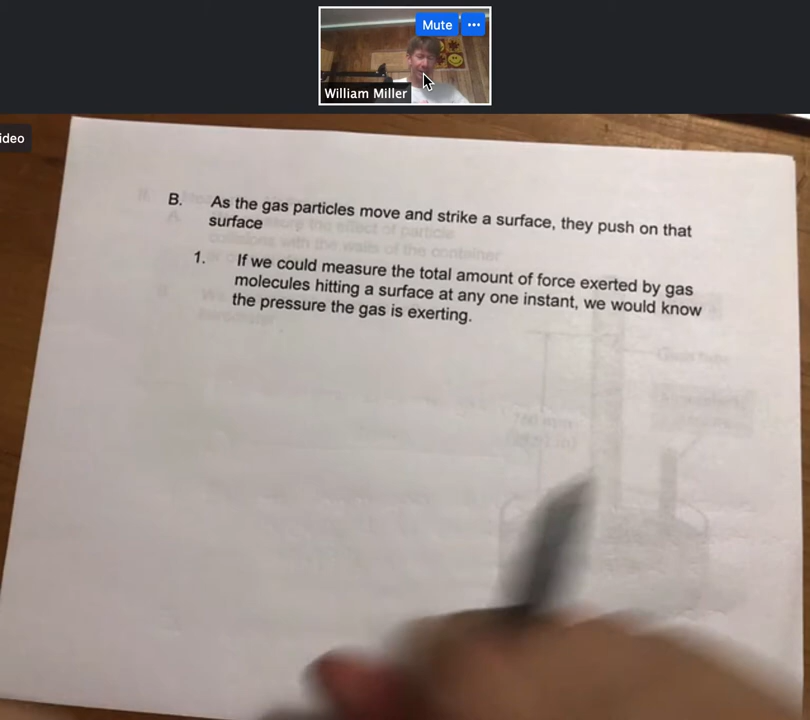 Mute
William Miller
ideo
B. As the gas particles move and strike a surface, they push on that
surface
1. If we could measure the total amount of force exerted by gas
molecules hitting a surface at any one instant, we would know
the pressure the gas is exerting.